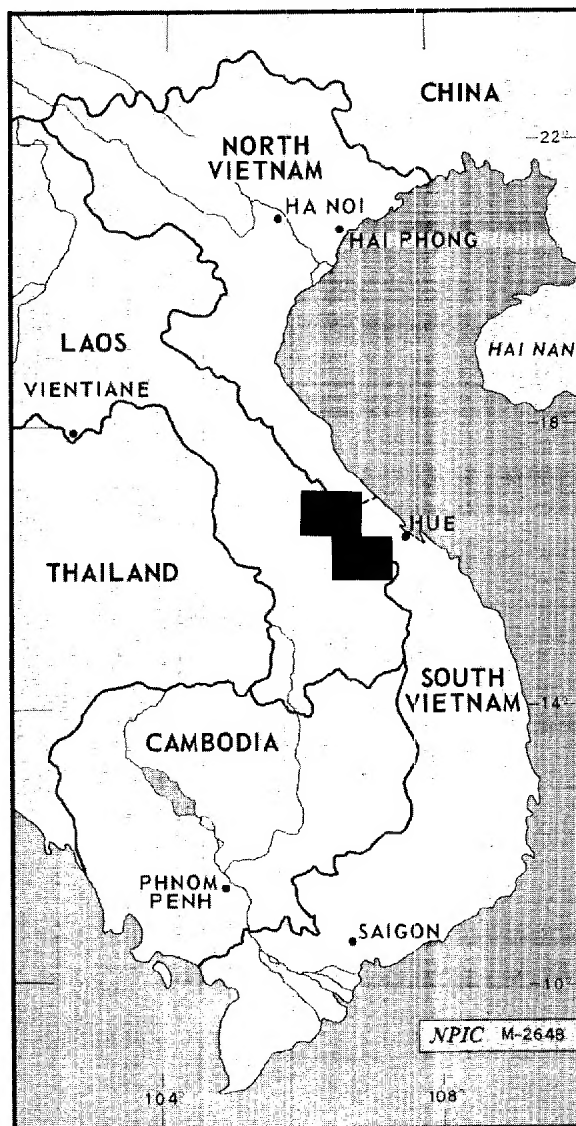 CHINA
22°
NORTH
VIETNAM
HA NOI
HAI PHONG
LAOS
HAI NAN
VIENTIANE
18
HUE
THAILAND
SOUTH
VIETNAM
14°
CAMBODIA
PHNOM
PENH
SAIGON
10°
NPIC M-2648
104°
108°